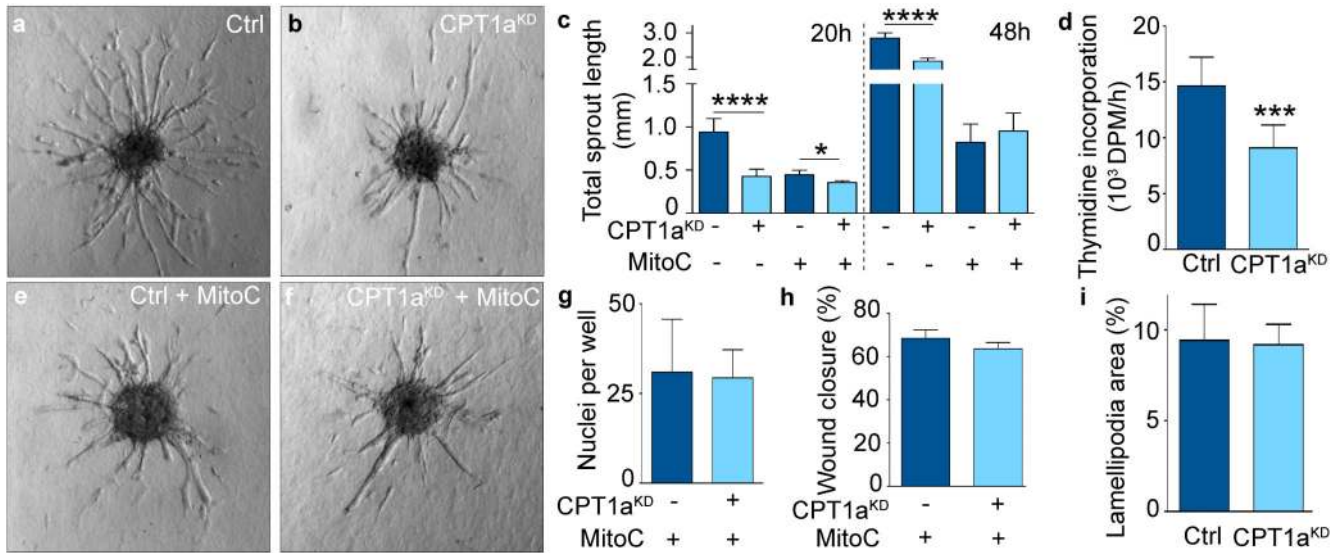 a Ctrl
b CPT1aᴷᴰ
c
20h
48h
Total sprout length
(mm)
3.0
2.0
1.0
0.5
0
****
*
****
CPT1aᴷᴰ - + - + - + - +
MitoC - - + + - - + +
d
Thymidine incorporation
(10³ DPM/h)
20
15
10
5
0
***
Ctrl CPT1aᴷᴰ
e Ctrl + MitoC
f CPT1aᴷᴰ + MitoC
g
Nuclei per well
50
25
0
CPT1aᴷᴰ - +
MitoC + +
h
Wound closure (%)
80
60
40
20
0
CPT1aᴷᴰ - +
MitoC + +
i
Lamellipodia area (%)
10
5
0
Ctrl CPT1aᴷᴰ